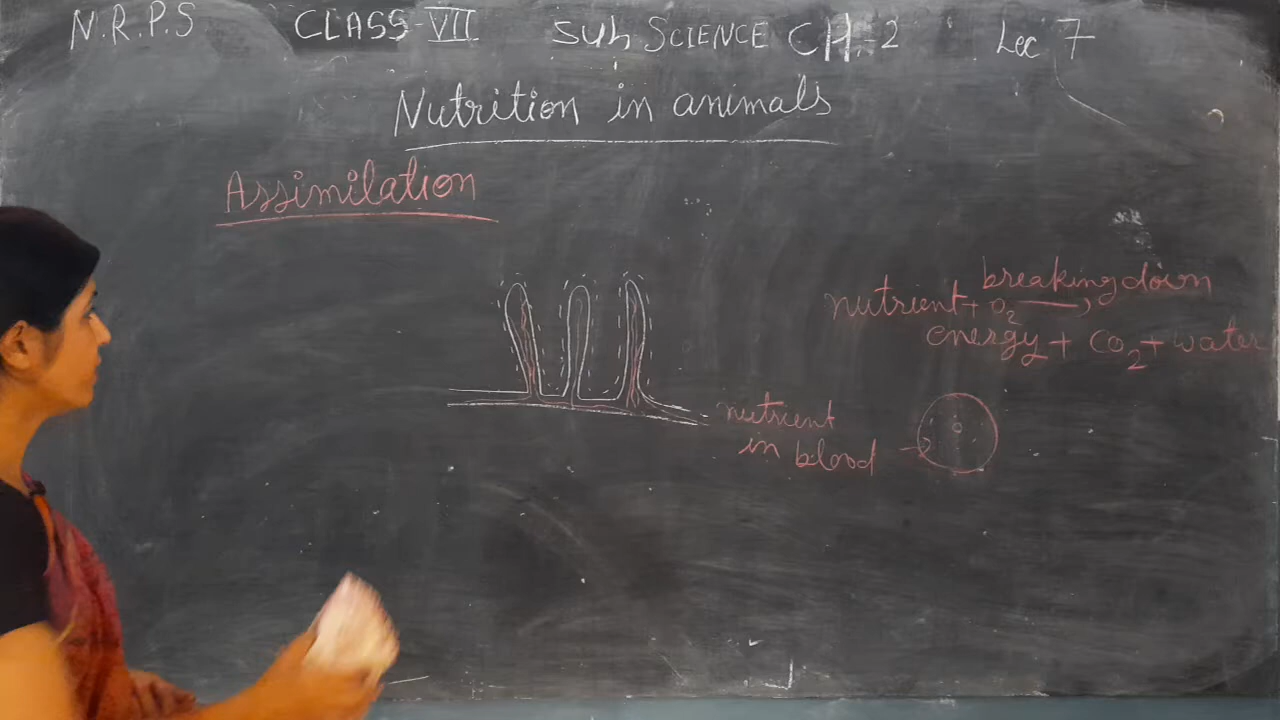 N.R.P.S CLASS-VII Sub SCIENCE CH-2 Lec 7
Nutrition in animals
Assimilation
breaking down
nutrient + O2 →
energy + CO2 + water
nutrient
in blood →